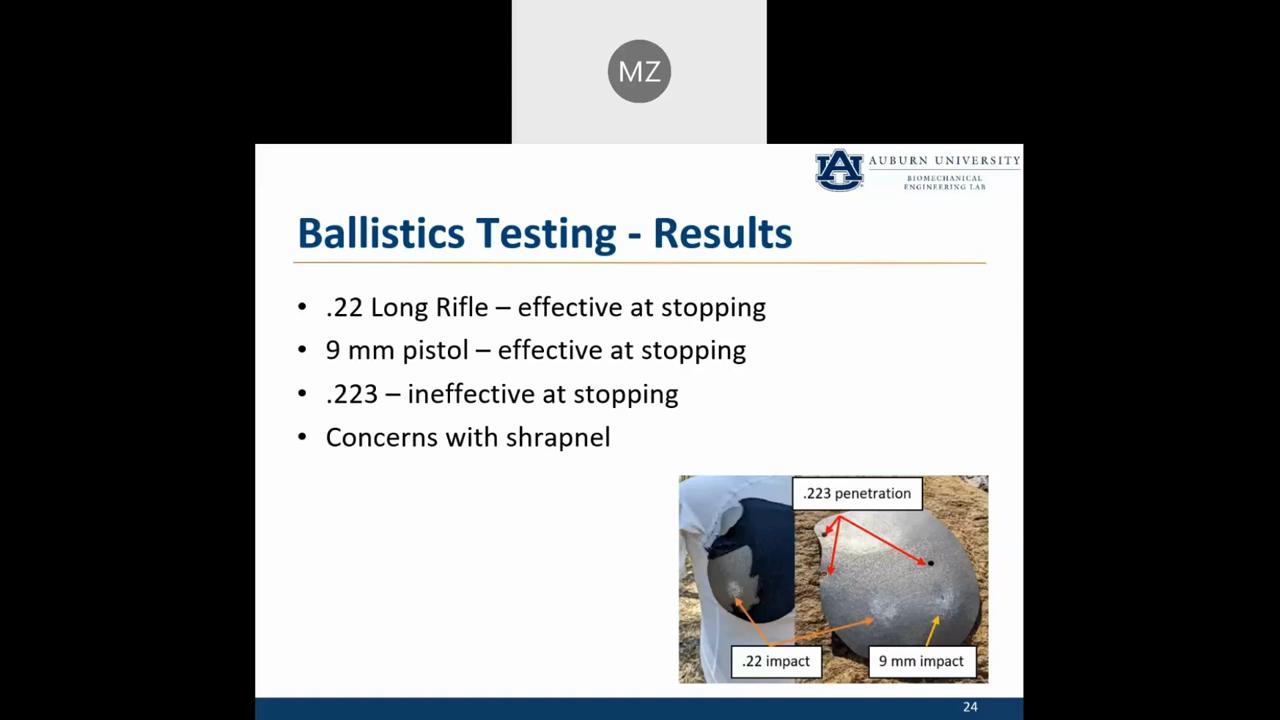 MZ
AUBURN UNIVERSITY
BIOMECHANICAL
ENGINEERING LAB
Ballistics Testing - Results
• .22 Long Rifle – effective at stopping
• 9 mm pistol – effective at stopping
• .223 – ineffective at stopping
• Concerns with shrapnel
.223 penetration
.22 impact
9 mm impact
24